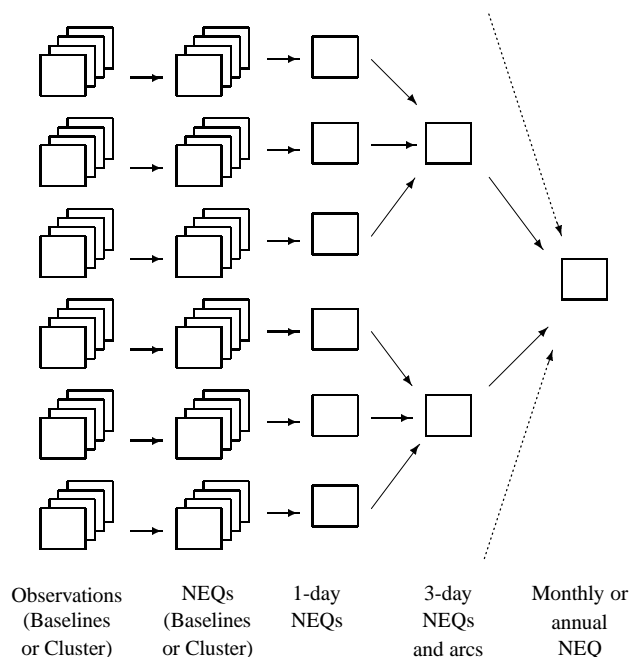 Observations
(Baselines
or Cluster)
NEQs
(Baselines
or Cluster)
1-day
NEQs
3-day
NEQs
and arcs
Monthly or
annual
NEQ